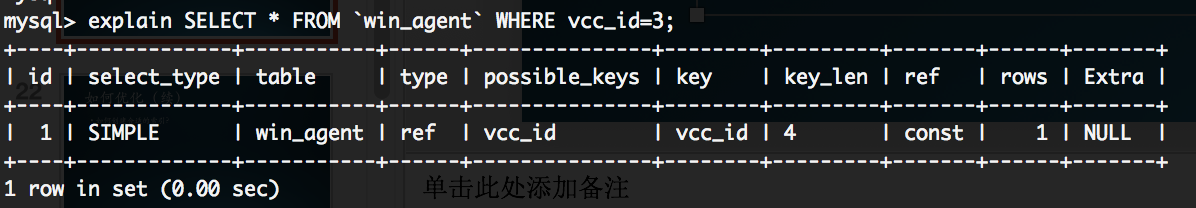 mysql> explain SELECT * FROM `win_agent` WHERE vcc_id=3;
+----+-------------+-----------+------+---------------+--------+---------+-------+------+-------+
| id | select_type | table     | type | possible_keys | key    | key_len | ref   | rows | Extra |
+----+-------------+-----------+------+---------------+--------+---------+-------+------+-------+
|  1 | SIMPLE      | win_agent | ref  | vcc_id        | vcc_id | 4       | const |    1 | NULL  |
+----+-------------+-----------+------+---------------+--------+---------+-------+------+-------+
1 row in set (0.00 sec)
22
单击此处添加备注